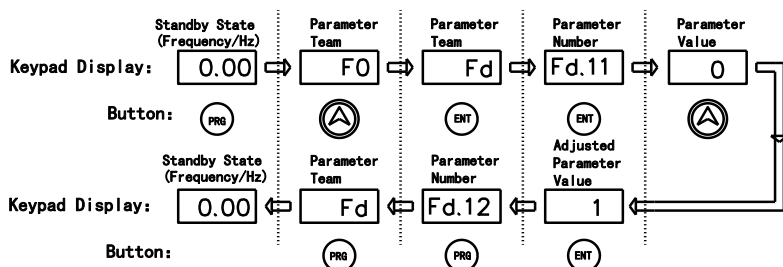 Standby State
(Frequency/Hz)
Parameter
Team
Parameter
Team
Parameter
Number
Parameter
Value
Keypad Display: 0.00 F0 Fd Fd.11 0
Button: PRG ENT ENT
Standby State
(Frequency/Hz)
Parameter
Team
Parameter
Number
Adjusted
Parameter
Value
Keypad Display: 0.00 Fd Fd.12 1
Button: PRG PRG ENT